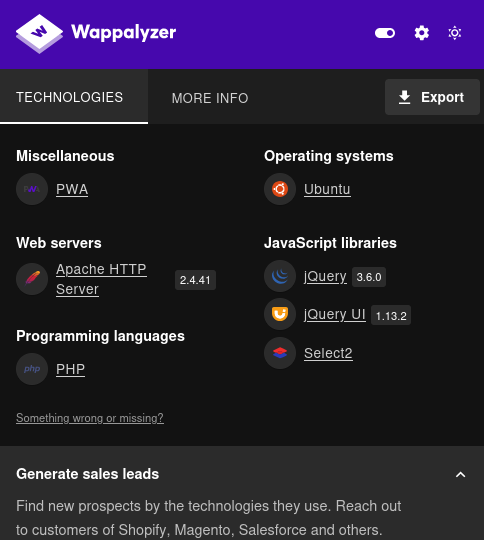 Wappalyzer
TECHNOLOGIES
MORE INFO
Export
Miscellaneous
PWA
Operating systems
Ubuntu
Web servers
Apache HTTP
Server
2.4.41
JavaScript libraries
jQuery
3.6.0
jQuery UI
1.13.2
Select2
Programming languages
php
PHP
Something wrong or missing?
Generate sales leads
Find new prospects by the technologies they use. Reach out
to customers of Shopify, Magento, Salesforce and others.